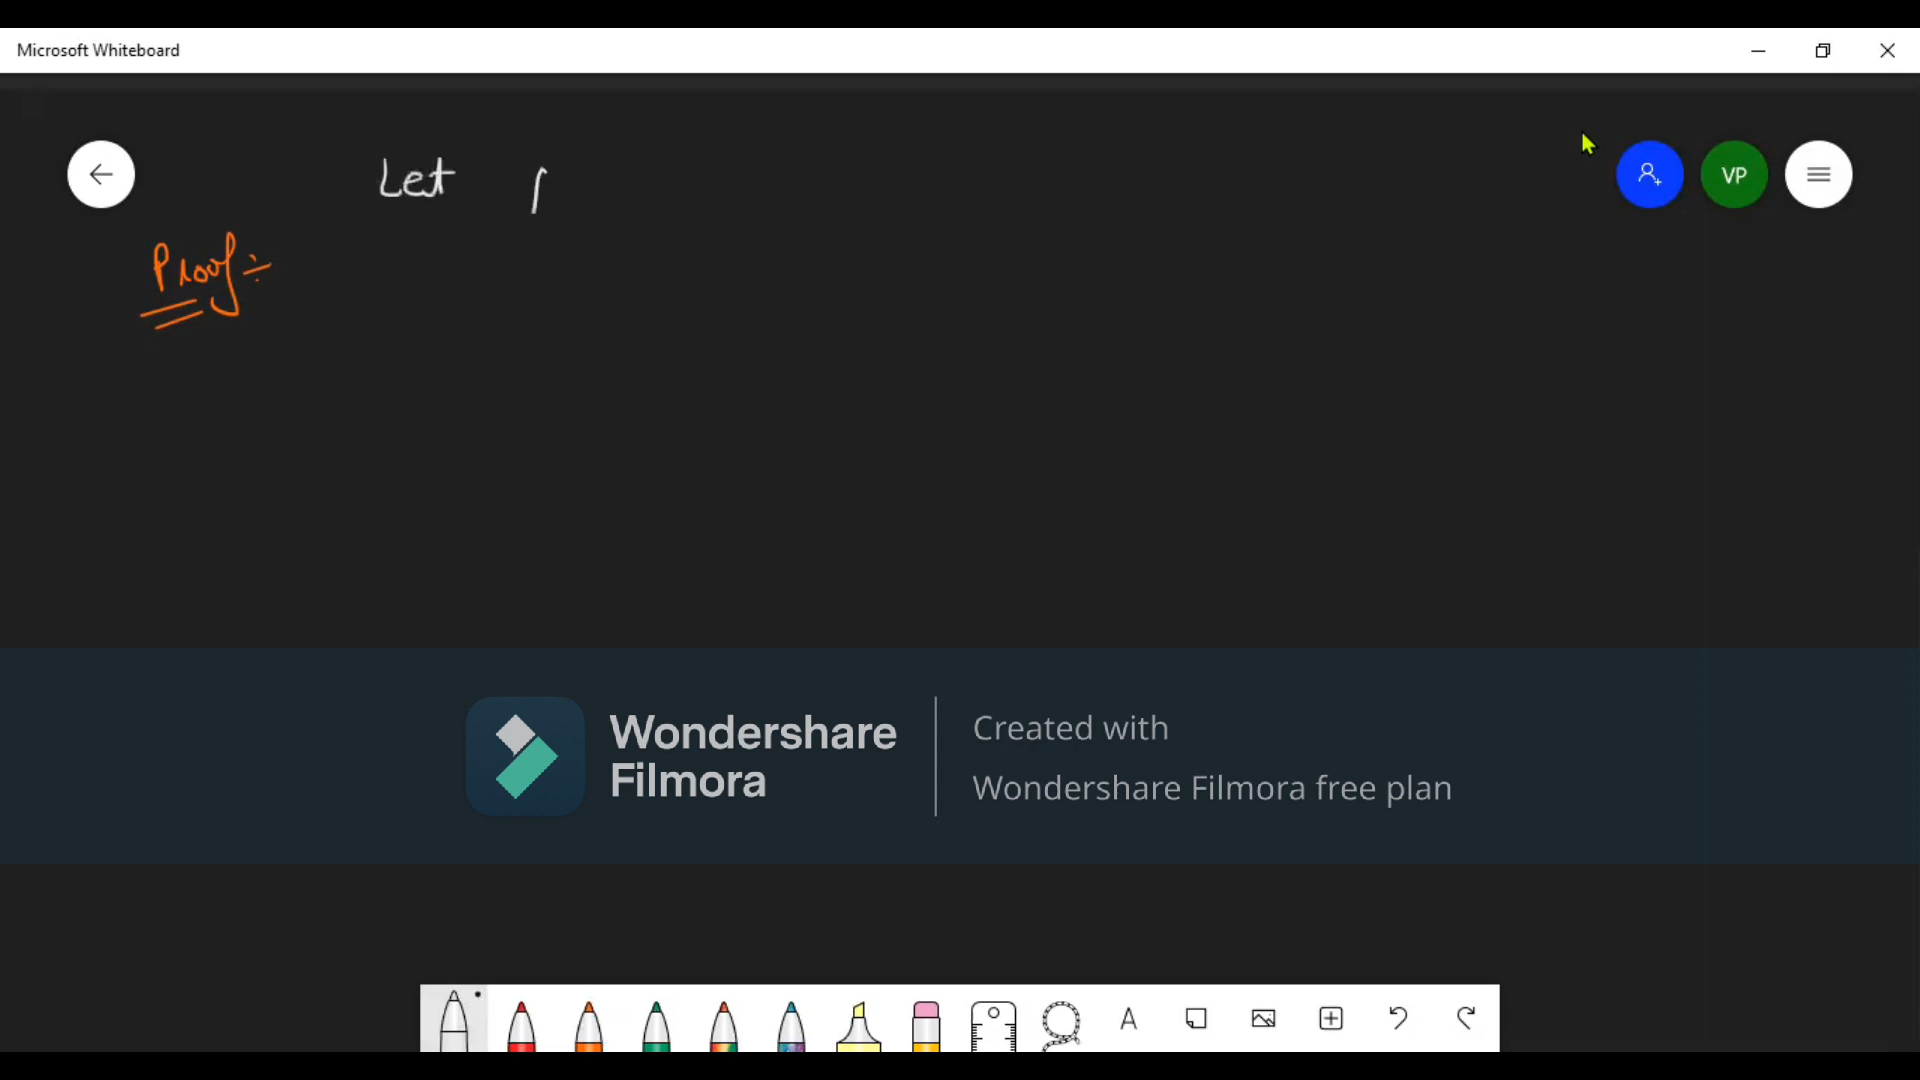 Microsoft Whiteboard
Let
VP
Proof:-
Wondershare
Filmora
Created with
Wondershare Filmora free plan
A